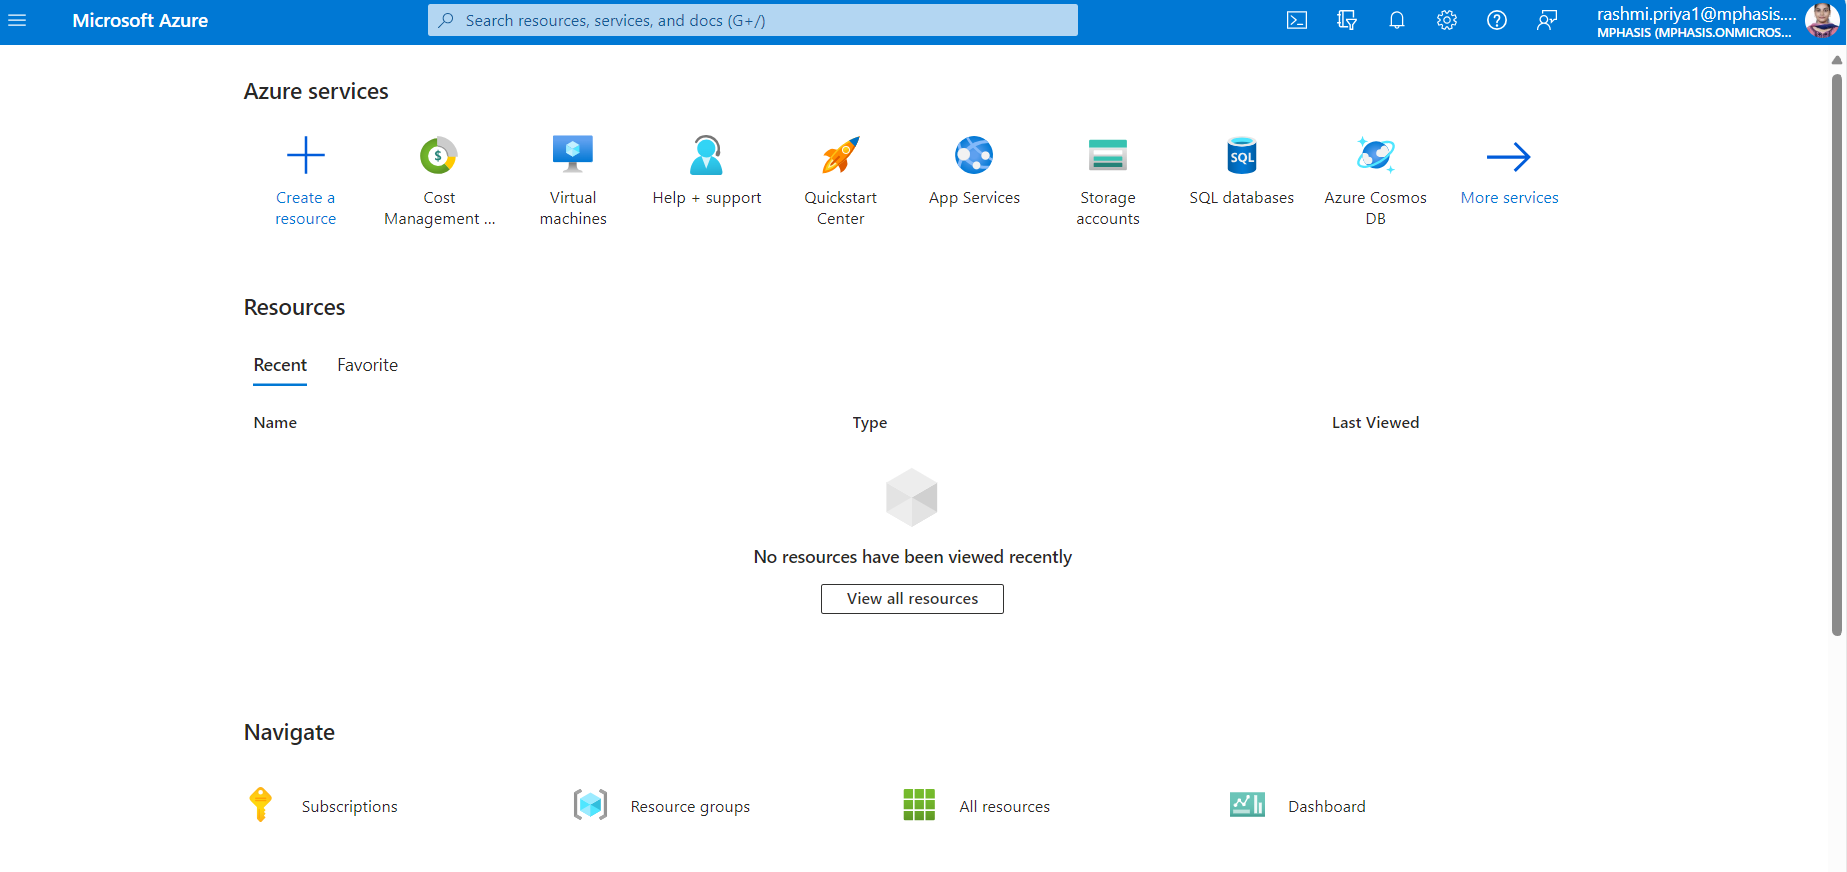 Microsoft Azure
Search resources, services, and docs (G+/)
rashmi.priya1@mphasis....
MPHASIS (MPHASIS.ONMICROS...
Azure services
Create a
resource
$
Cost
Management ...
Virtual
machines
Help + support
Quickstart
Center
App Services
Storage
accounts
SQL
SQL databases
Azure Cosmos
DB
More services
Resources
Recent
Favorite
Name
Type
Last Viewed
No resources have been viewed recently
View all resources
Navigate
Subscriptions
Resource groups
All resources
Dashboard